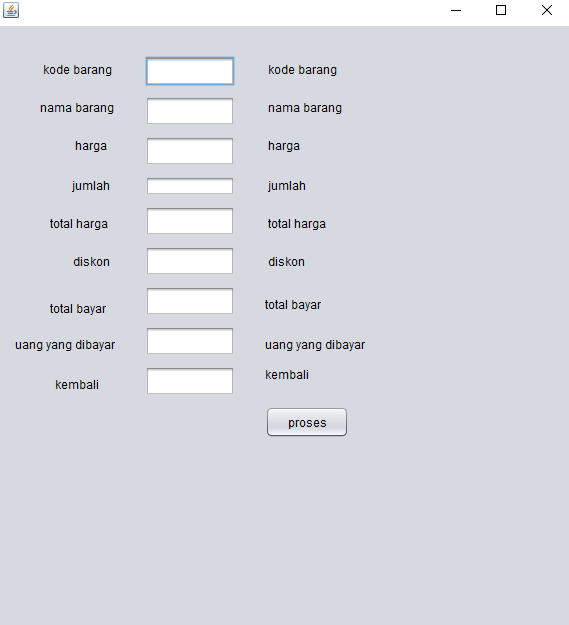 kode barang kode barang
nama barang nama barang
harga harga
jumlah jumlah
total harga total harga
diskon diskon
total bayar total bayar
uang yang dibayar uang yang dibayar
kembali kembali
proses